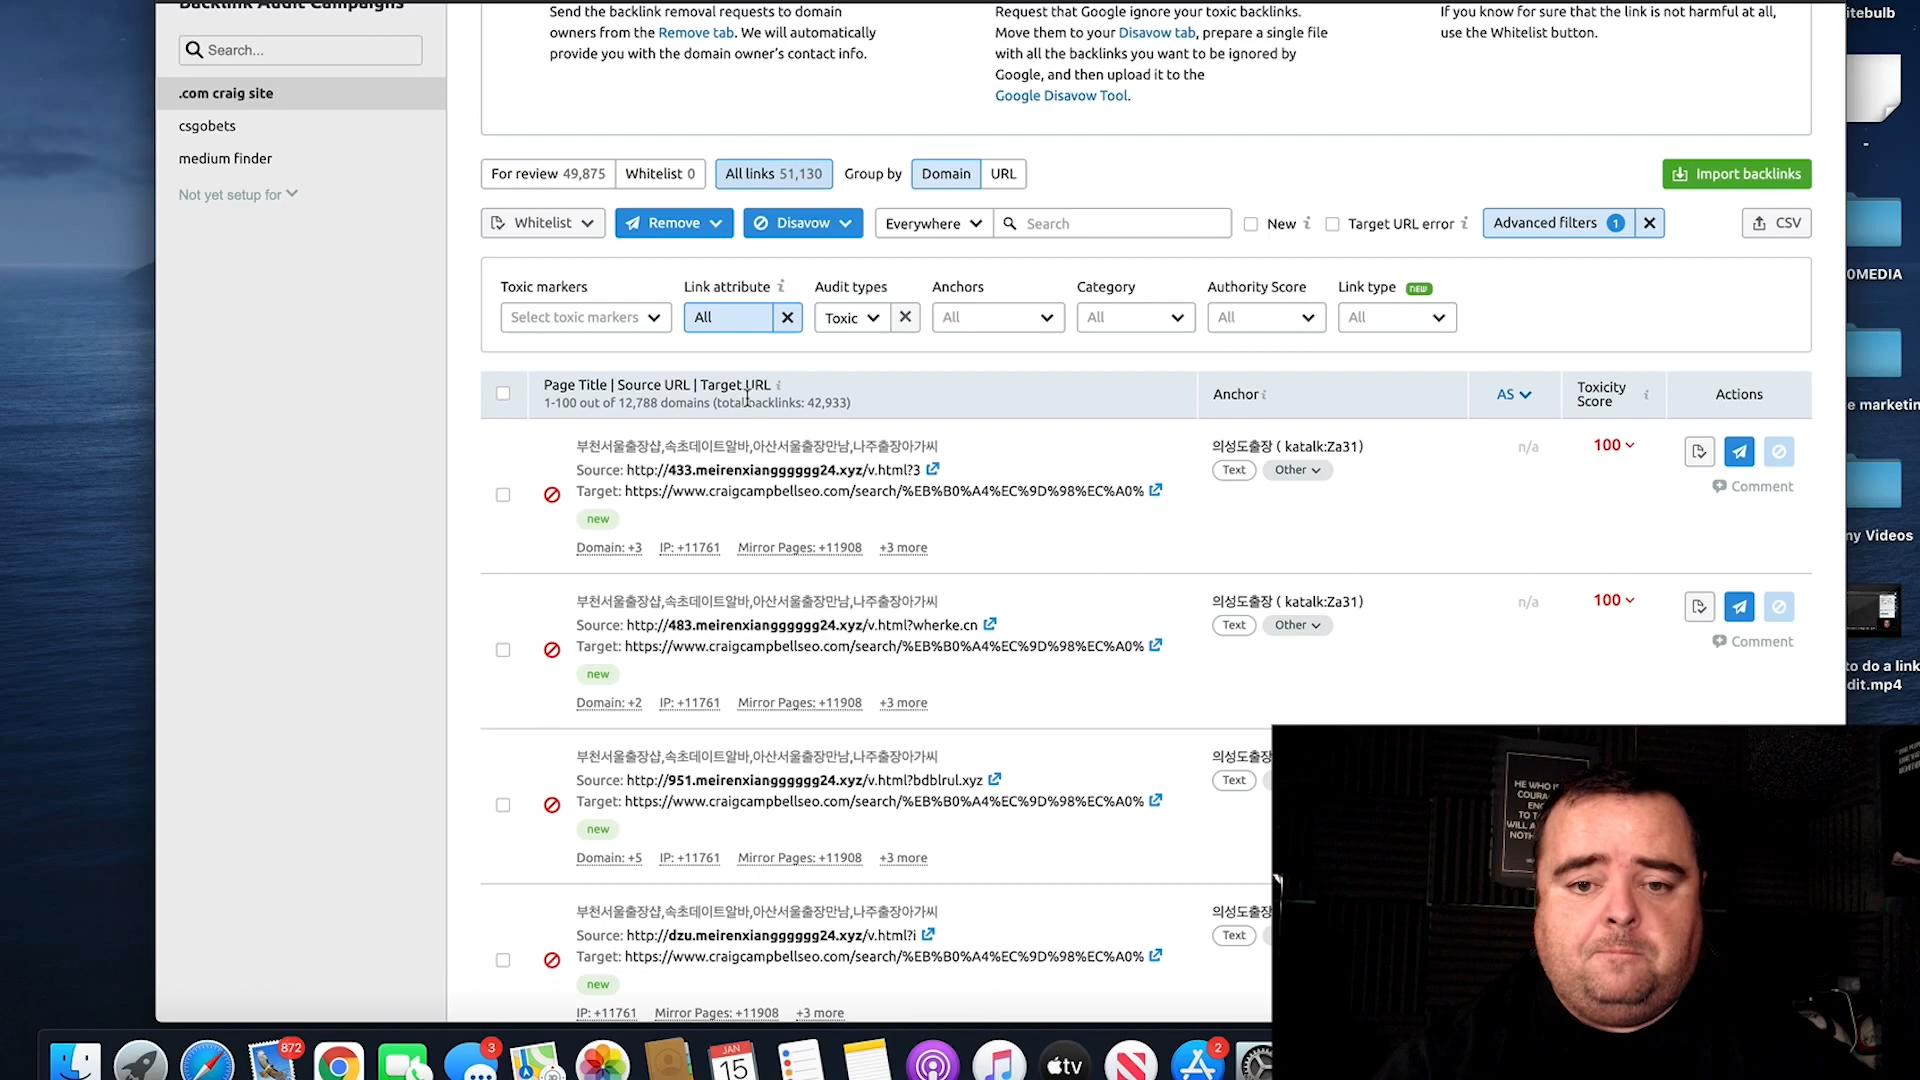 Backlink Audit Campaigns
Search...
.com craig site
csgobets
medium finder
Not yet setup for
Send the backlink removal requests to domain
owners from the Remove tab. We will automatically
provide you with the domain owner's contact info.
Request that Google ignore your toxic backlinks.
Move them to your Disavow tab, prepare a single file
with all the backlinks you want to be ignored by
Google, and then upload it to the
Google Disavow Tool.
If you know for sure that the link is not harmful at all,
use the Whitelist button.
For review 49,875 Whitelist 0 All links 51,130 Group by Domain URL Import backlinks
Whitelist Remove Disavow Everywhere Search New i Target URL error i Advanced filters 1 CSV
Toxic markers Link attribute i Audit types Anchors Category Authority Score Link type new
Select toxic markers All Toxic All All All All
Page Title | Source URL | Target URL i
1-100 out of 12,788 domains (total backlinks: 42,933)
Anchor i AS Toxicity Score i Actions
부천서울출장샵,속초데이트알바,아산서울출장만남,나주출장아가씨
Source: http://433.meirenxiangggggg24.xyz/v.html?3
Target: https://www.craigcampbellseo.com/search/%EB%B0%A4%EC%9D%98%EC%A0%
new
Domain: +3 IP: +11761 Mirror Pages: +11908 +3 more
의성도출장 ( katalk:Za31)
Text Other
n/a 100
Comment
부천서울출장샵,속초데이트알바,아산서울출장만남,나주출장아가씨
Source: http://483.meirenxiangggggg24.xyz/v.html?wherke.cn
Target: https://www.craigcampbellseo.com/search/%EB%B0%A4%EC%9D%98%EC%A0%
new
Domain: +2 IP: +11761 Mirror Pages: +11908 +3 more
의성도출장 ( katalk:Za31)
Text Other
n/a 100
Comment
부천서울출장샵,속초데이트알바,아산서울출장만남,나주출장아가씨
Source: http://951.meirenxiangggggg24.xyz/v.html?bdblrul.xyz
Target: https://www.craigcampbellseo.com/search/%EB%B0%A4%EC%9D%98%EC%A0%
new
Domain: +5 IP: +11761 Mirror Pages: +11908 +3 more
의성도출장
Text
부천서울출장샵,속초데이트알바,아산서울출장만남,나주출장아가씨
Source: http://dzu.meirenxiangggggg24.xyz/v.html?i
Target: https://www.craigcampbellseo.com/search/%EB%B0%A4%EC%9D%98%EC%A0%
new
IP: +11761 Mirror Pages: +11908 +3 more
의성도출장
Text
itebulb
0MEDIA
e marketin
ny Videos
to do a link
dit.mp4
HE WHO I
COURA
ENO
TO T
WILL A
NOTH
872
3
JAN
15
tv
2